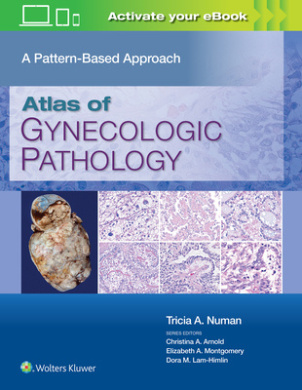 Activate your eBook
A Pattern-Based Approach
Atlas of
GYNECOLOGIC
PATHOLOGY
Tricia A. Numan
SERIES EDITORS
Christina A. Arnold
Elizabeth A. Montgomery
Dora M. Lam-Himlin
Wolters Kluwer